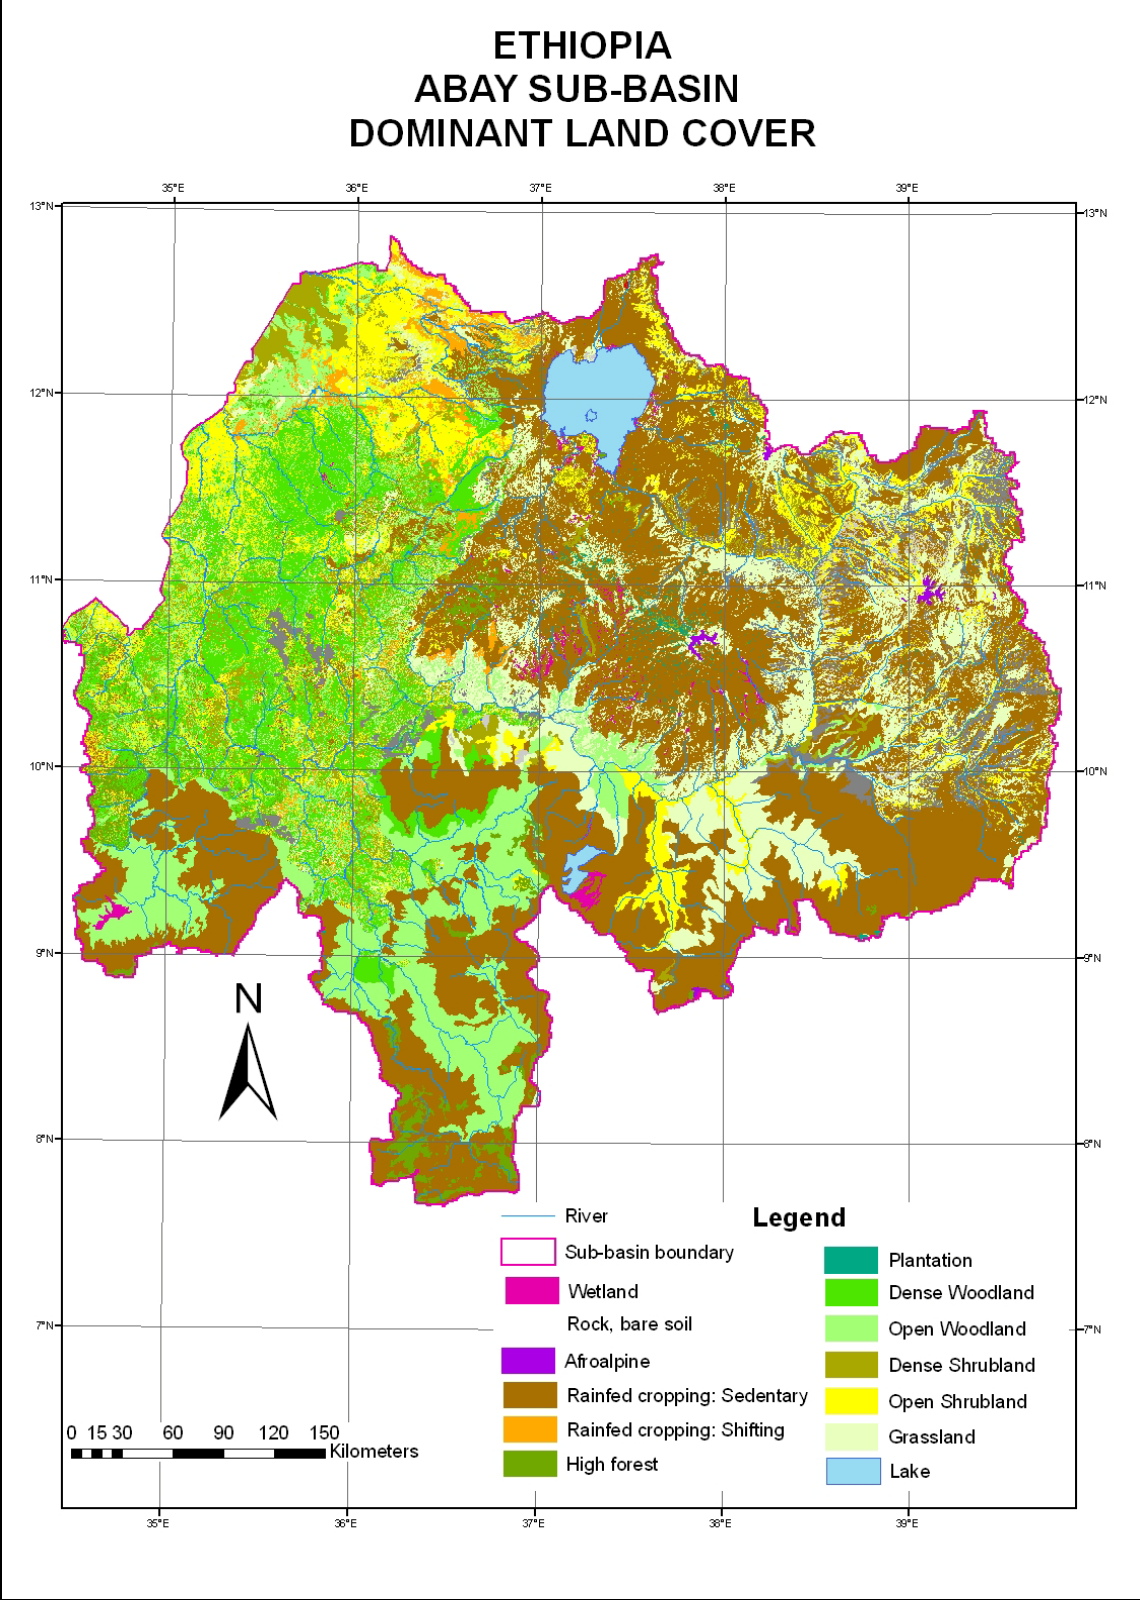 ETHIOPIA
ABAY SUB-BASIN
DOMINANT LAND COVER
35°E 36°E 37°E 38°E 39°E
13°N 13°N
12°N 12°N
11°N 11°N
10°N 10°N
9°N 9°N
N
8°N 8°N
River
Legend
Sub-basin boundary
Plantation
Wetland
Dense Woodland
Rock, bare soil
Open Woodland
7°N 7°N
Afroalpine
Dense Shrubland
Rainfed cropping: Sedentary
Open Shrubland
Rainfed cropping: Shifting
Grassland
High forest
Lake
0 15 30 60 90 120 150
Kilometers
35°E 36°E 37°E 38°E 39°E